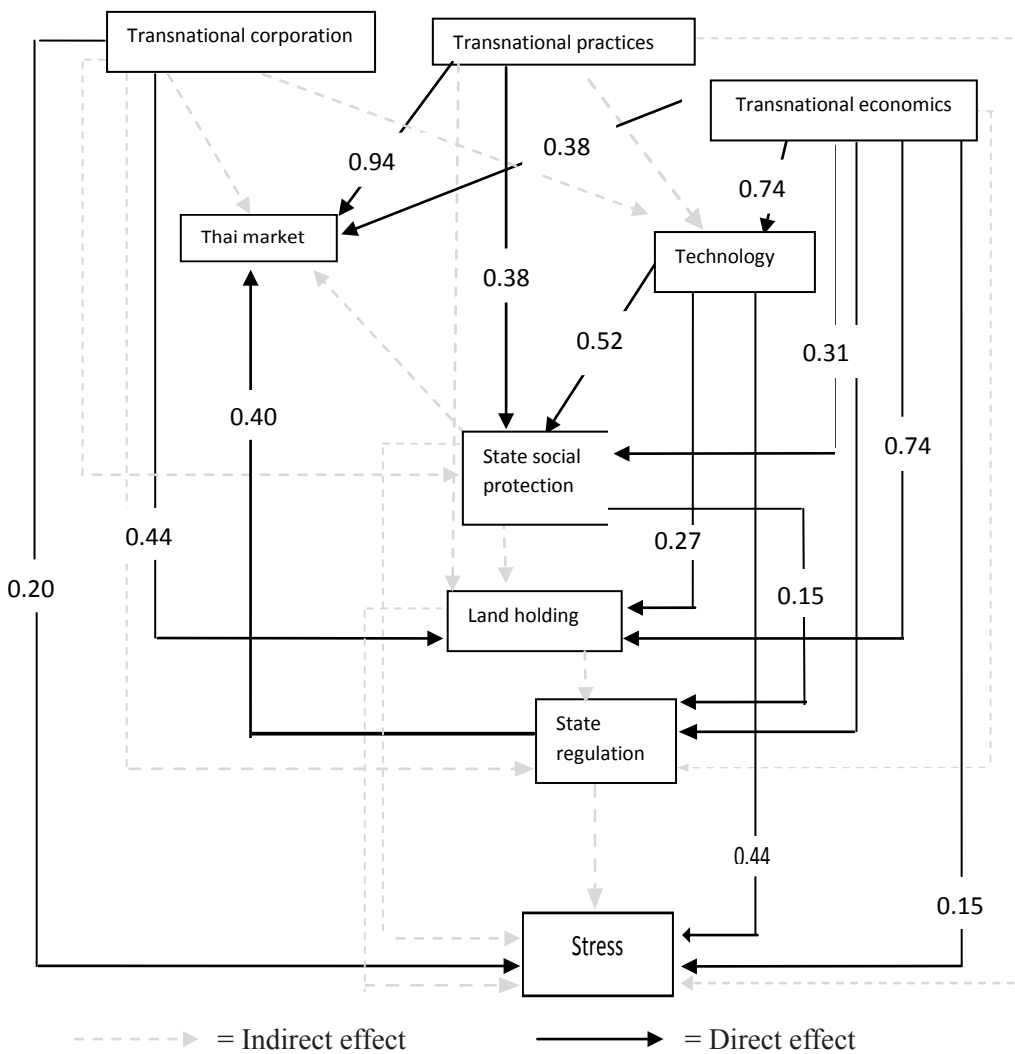 Transnational corporation
Transnational practices
Transnational economics
0.94
0.38
0.74
Thai market
Technology
0.38
0.52
0.31
0.40
0.74
State social
protection
0.44
0.27
0.20
0.15
Land holding
State
regulation
0.44
0.15
Stress
= Indirect effect
= Direct effect